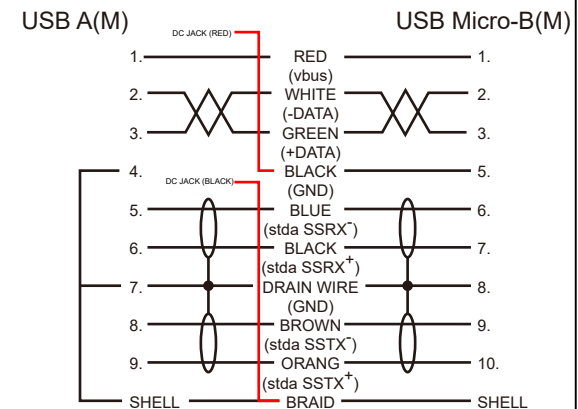 USB A(M) USB Micro-B(M)
DC JACK (RED)
1. RED 1.
(vbus)
2. WHITE 2.
(-DATA)
3. GREEN 3.
(+DATA)
4. BLACK 5.
DC JACK (BLACK)
(GND)
5. BLUE 6.
(stda SSRX-)
6. BLACK 7.
(stda SSRX+)
7. DRAIN WIRE 8.
(GND)
8. BROWN 9.
(stda SSTX-)
9. ORANG 10.
(stda SSTX+)
SHELL BRAID SHELL